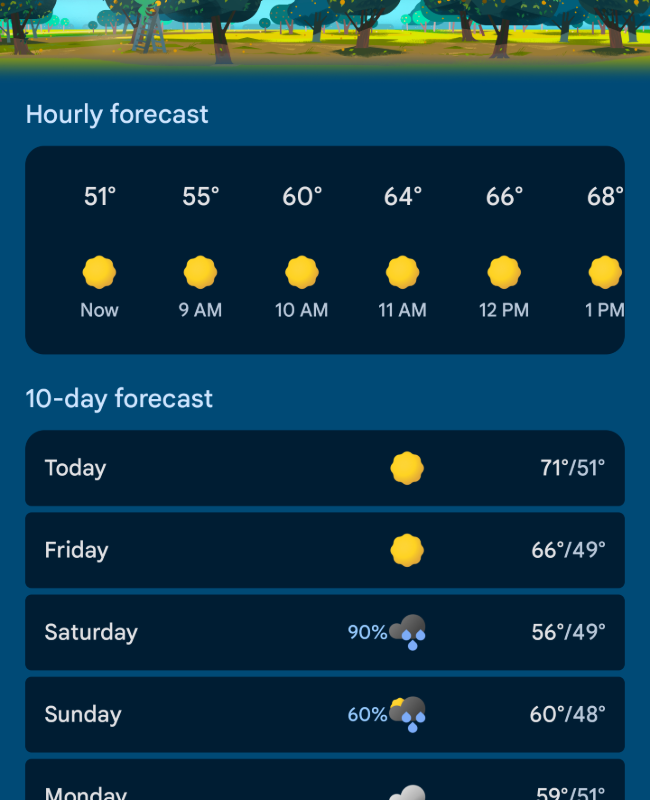 Hourly forecast
51° 55° 60° 64° 66° 68°
Now 9 AM 10 AM 11 AM 12 PM 1 PM
10-day forecast
Today 71°/51°
Friday 66°/49°
Saturday 90% 56°/49°
Sunday 60% 60°/48°
Monday 59°/51°